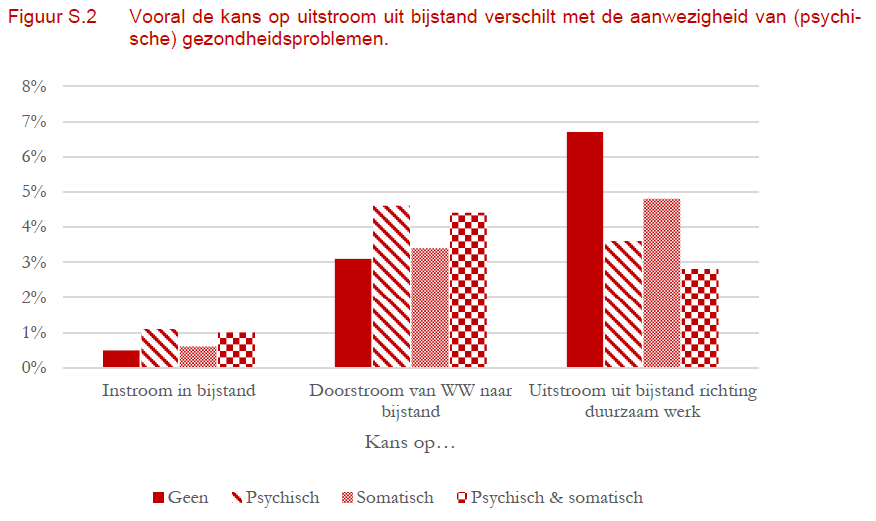 Figuur S.2 Vooral de kans op uitstroom uit bijstand verschilt met de aanwezigheid van (psychi-
sche) gezondheidsproblemen.
8%
7%
6%
5%
4%
3%
2%
1%
0%
Instroom in bijstand
Doorstroom van WW naar
bijstand
Uitstroom uit bijstand richting
duurzaam werk
Kans op…
Geen
Psychisch
Somatisch
Psychisch & somatisch